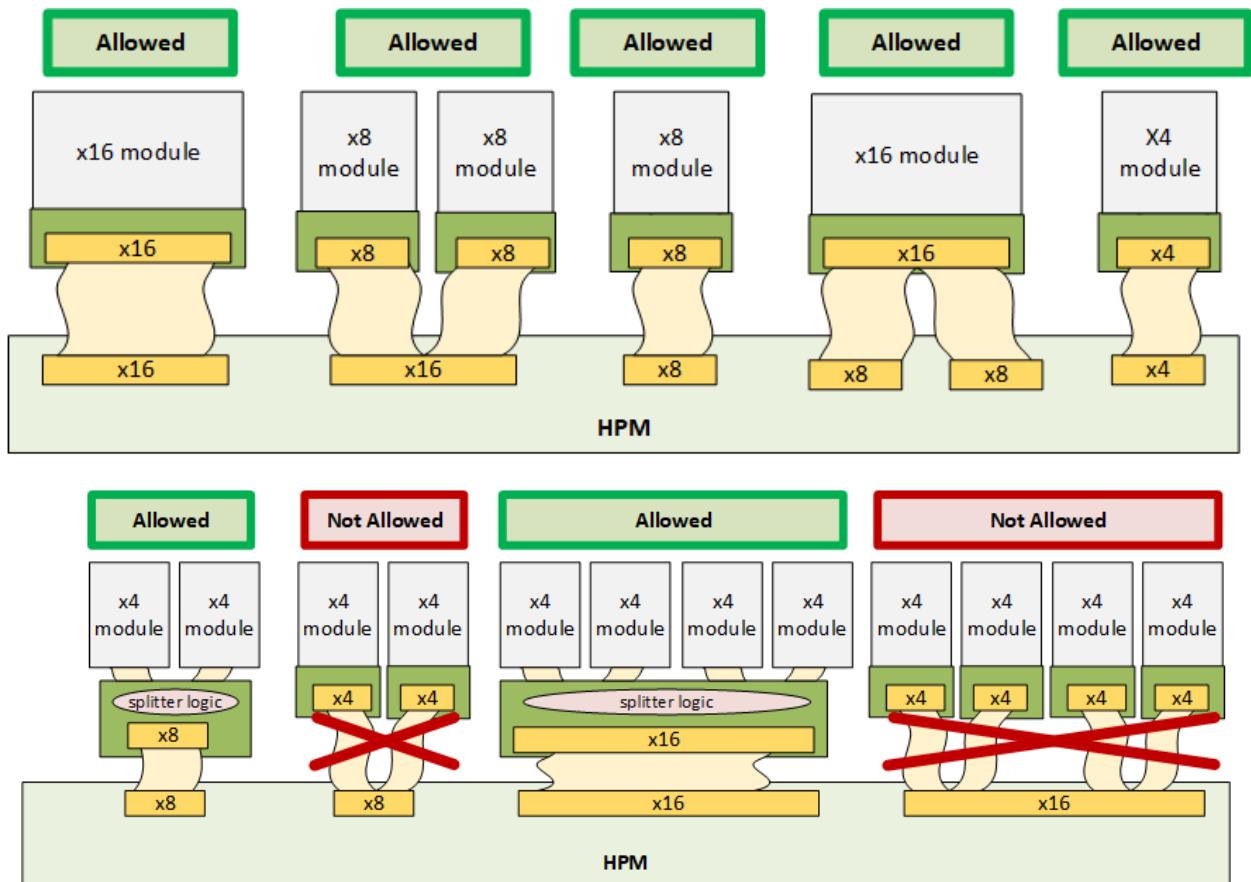 Allowed
Allowed
Allowed
Allowed
Allowed
x16 module
x8
module
x8
module
x8
module
x16 module
X4
module
x16
x8
x8
x8
x16
x4
x16
x16
x8
x8
x8
x4
HPM
Allowed
Not Allowed
Allowed
Not Allowed
x4
module
x4
module
x4
module
x4
module
x4
module
x4
module
x4
module
x4
module
x4
module
x4
module
x4
module
x4
module
splitter logic
x4
x4
splitter logic
x4
x4
x4
x4
x8
x16
x8
x8
x16
x16
HPM